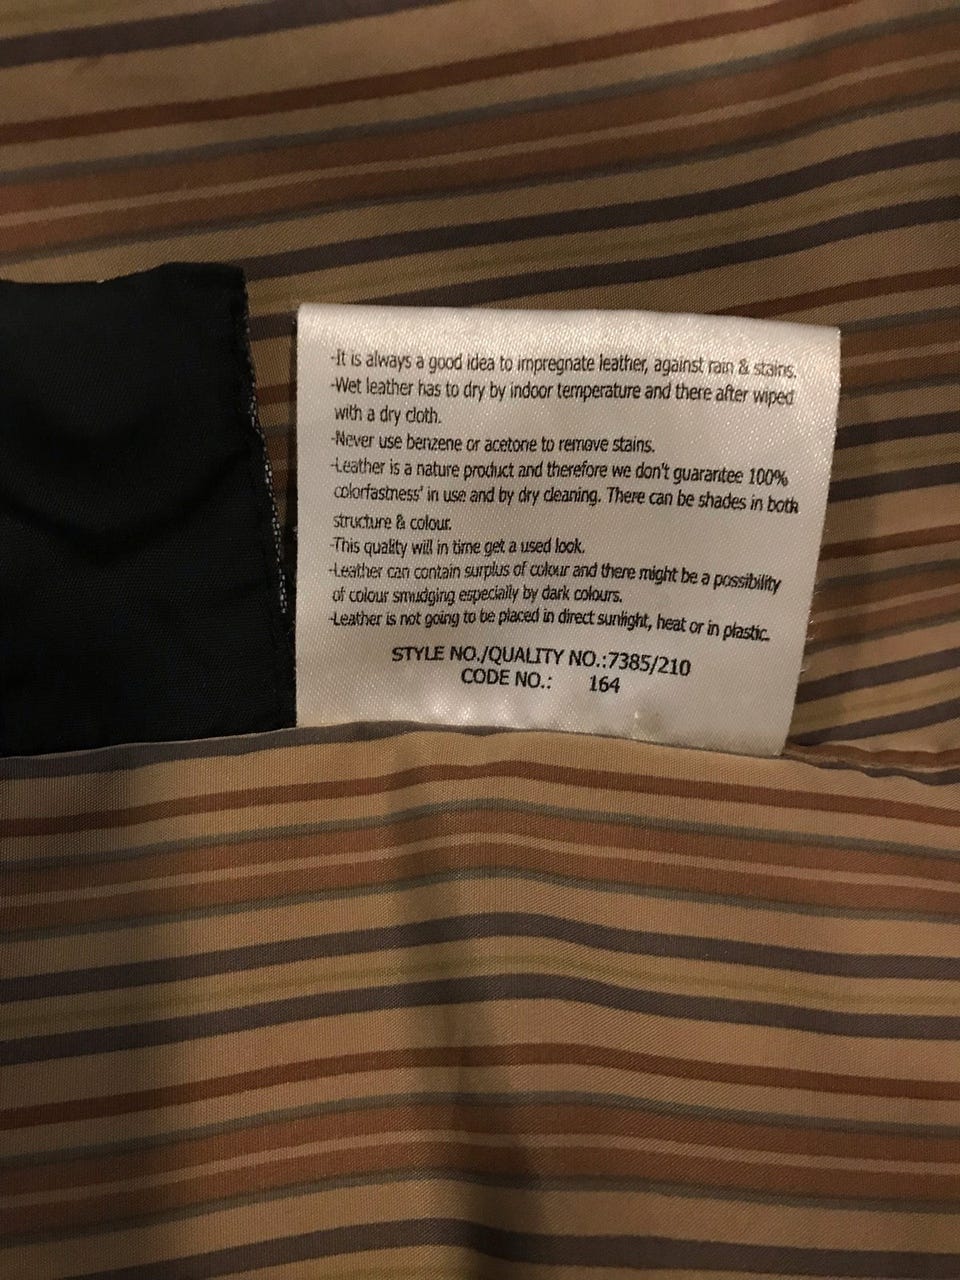 -It is always a good idea to impregnate leather, against rain & stains.
-Wet leather has to dry by indoor temperature and there after wiped
with a dry cloth.
-Never use benzene or acetone to remove stains.
-Leather is a nature product and therefore we don't guarantee 100%
colorfastness' in use and by dry cleaning. There can be shades in both
structure & colour.
-This quality will in time get a used look.
-Leather can contain surplus of colour and there might be a possibility
of colour smudging especially by dark colours.
-Leather is not going to be placed in direct sunlight, heat or in plastic.
STYLE NO./QUALITY NO.:7385/210
CODE NO.: 164